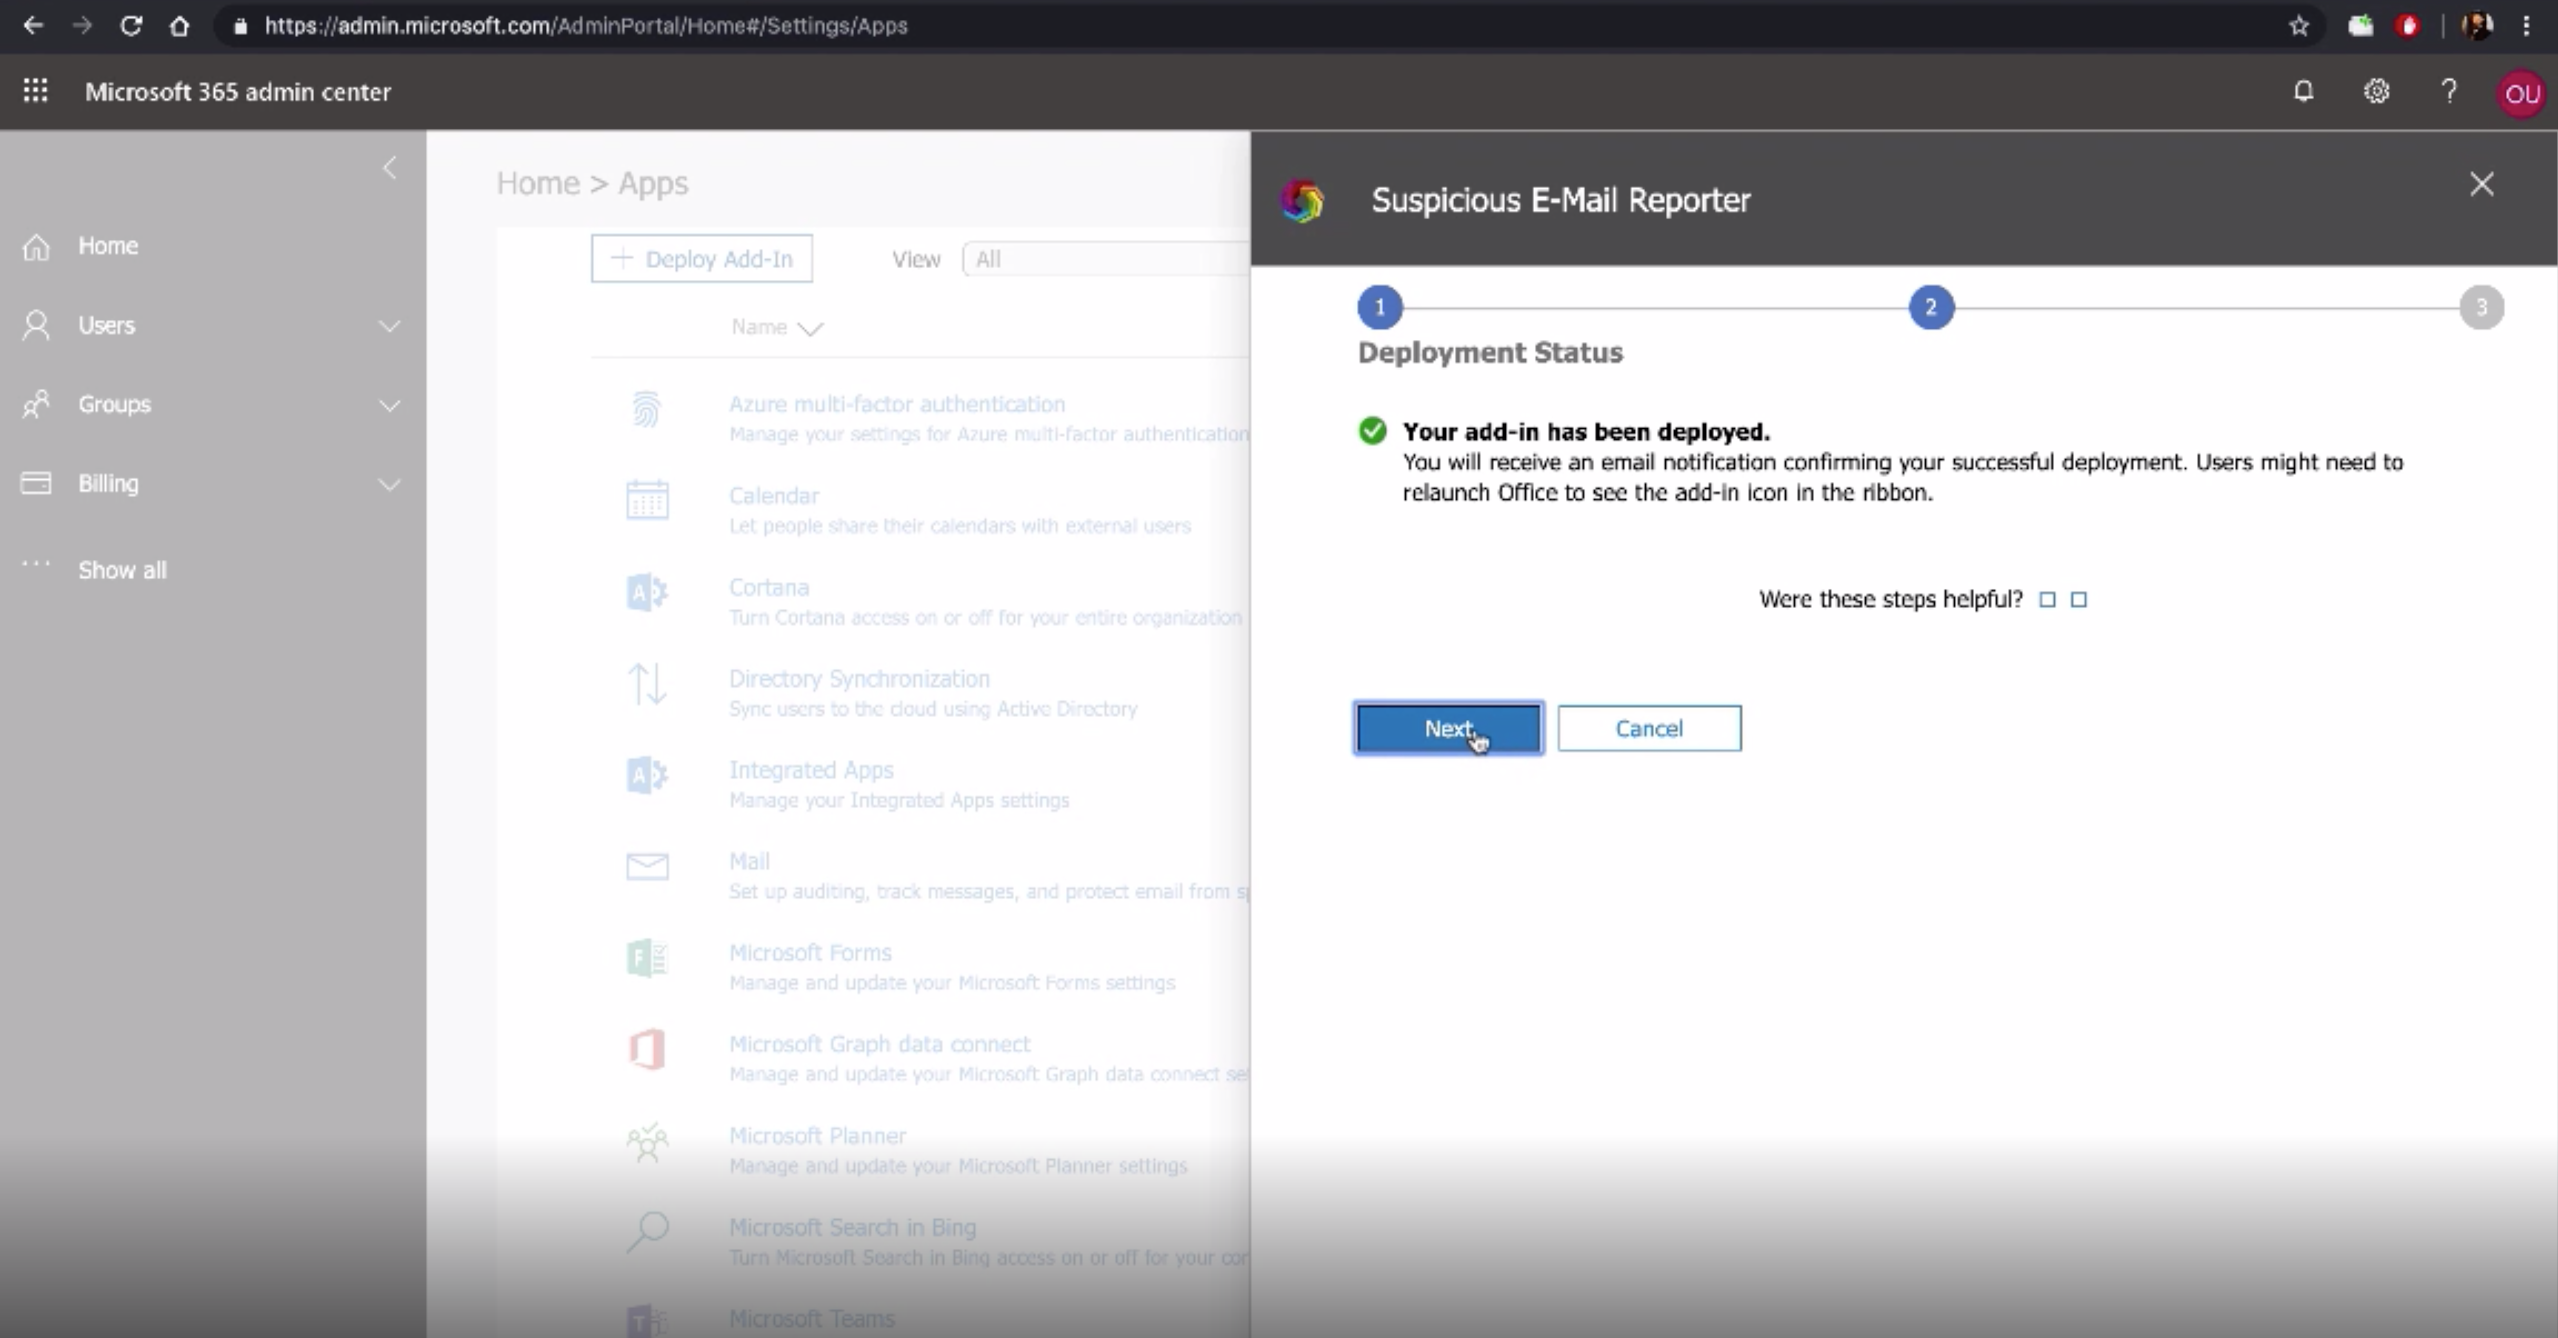 https://admin.microsoft.com/AdminPortal/Home#/Settings/Apps
Microsoft 365 admin center
?
OU
Home
Users
Groups
Billing
Show all
Home > Apps
Deploy Add-In
View
All
Name
Azure multi-factor authentication
Manage your settings for Azure multi-factor authentication
Calendar
Let people share their calendars with external users
Cortana
Turn Cortana access on or off for your entire organization
Directory Synchronization
Sync users to the cloud using Active Directory
Integrated Apps
Manage your Integrated Apps settings
Mail
Set up auditing, track messages, and protect email from
Microsoft Forms
Manage and update your Microsoft Forms settings
Microsoft Graph data connect
Manage and update your Microsoft Graph data connect
Microsoft Planner
Manage and update your Microsoft Planner settings
Microsoft Search in Bing
Turn Microsoft Search in Bing access on or off for your
Microsoft Teams
Suspicious E-Mail Reporter
1
2
3
Deployment Status
Your add-in has been deployed.
You will receive an email notification confirming your successful deployment. Users might need to
relaunch Office to see the add-in icon in the ribbon.
Were these steps helpful?
Next
Cancel